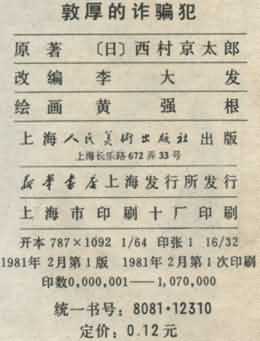 敦厚的诈骗犯
原著 〔日〕西村京太郎
改编 李大发
绘画 黄强根
上海人民美术出版社出版
上海长乐路672弄33号
新华书店上海发行所发行
上海市印刷十厂印刷
开本787×1092 1/64 印张1 16/32
1981年2月第1版 1981年2月第1次印刷
印数0,000,001——1,070,000
统一书号：8081·12310
定价：0.12元